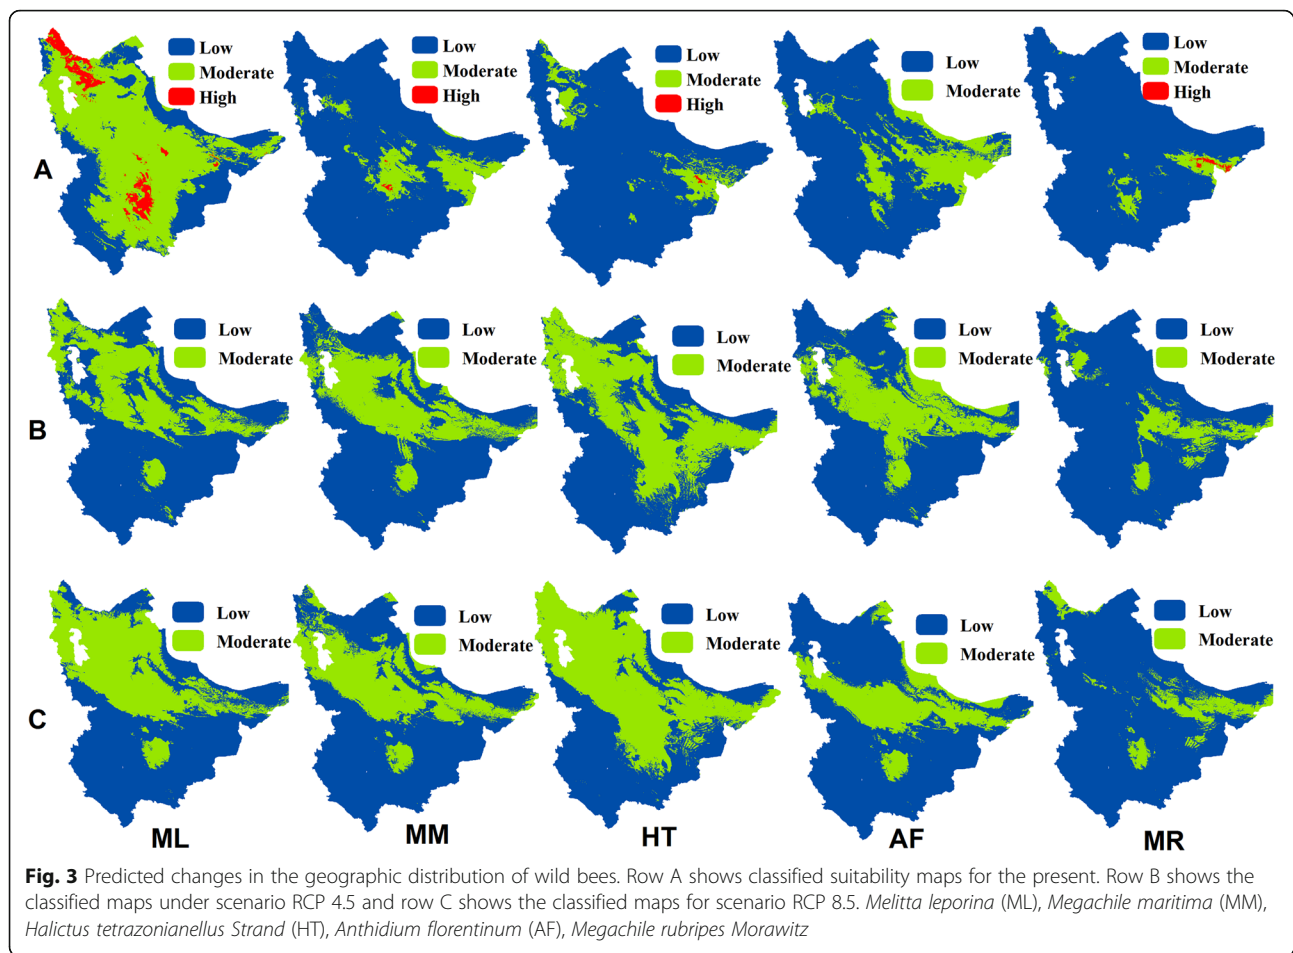 Low
Moderate
High
Low
Moderate
High
Low
Moderate
High
Low
Moderate
Low
Moderate
High
A
Low
Moderate
Low
Moderate
Low
Moderate
Low
Moderate
Low
Moderate
B
Low
Moderate
Low
Moderate
Low
Moderate
Low
Moderate
Low
Moderate
C
ML
MM
HT
AF
MR
Fig. 3 Predicted changes in the geographic distribution of wild bees. Row A shows classified suitability maps for the present. Row B shows the
classified maps under scenario RCP 4.5 and row C shows the classified maps for scenario RCP 8.5. Melitta leporina (ML), Megachile maritima (MM),
Halictus tetrazonianellus Strand (HT), Anthidium florentinum (AF), Megachile rubripes Morawitz